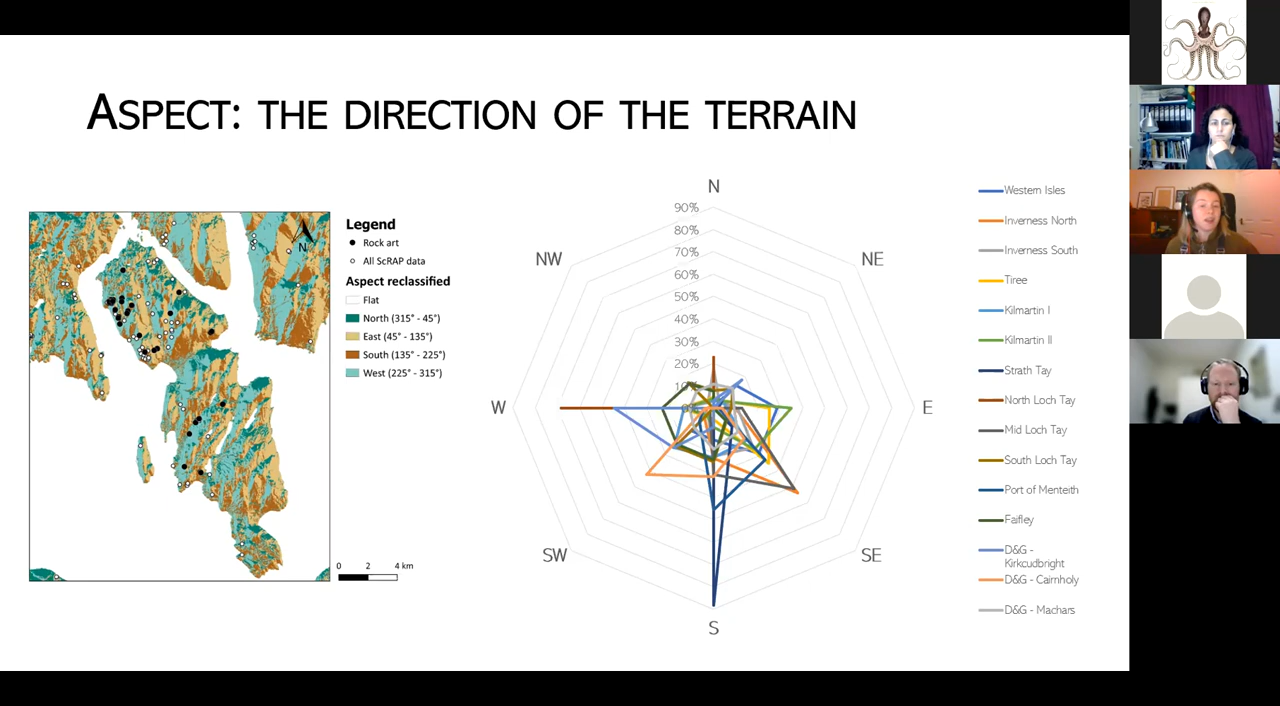 ASPECT: THE DIRECTION OF THE TERRAIN
N
Legend
Rock art
All ScRAP data
Aspect reclassified
Flat
North (315° - 45°)
East (45° - 135°)
South (135° - 225°)
West (225° - 315°)
0 2 4 km
N
NE
E
SE
S
SW
W
NW
90%
80%
70%
60%
50%
40%
30%
20%
10%
0%
Western Isles
Inverness North
Inverness South
Tiree
Kilmartin I
Kilmartin II
Strath Tay
North Loch Tay
Mid Loch Tay
South Loch Tay
Port of Menteith
Faifley
D&G -
Kirkcudbright
D&G - Cairnholy
D&G - Machars